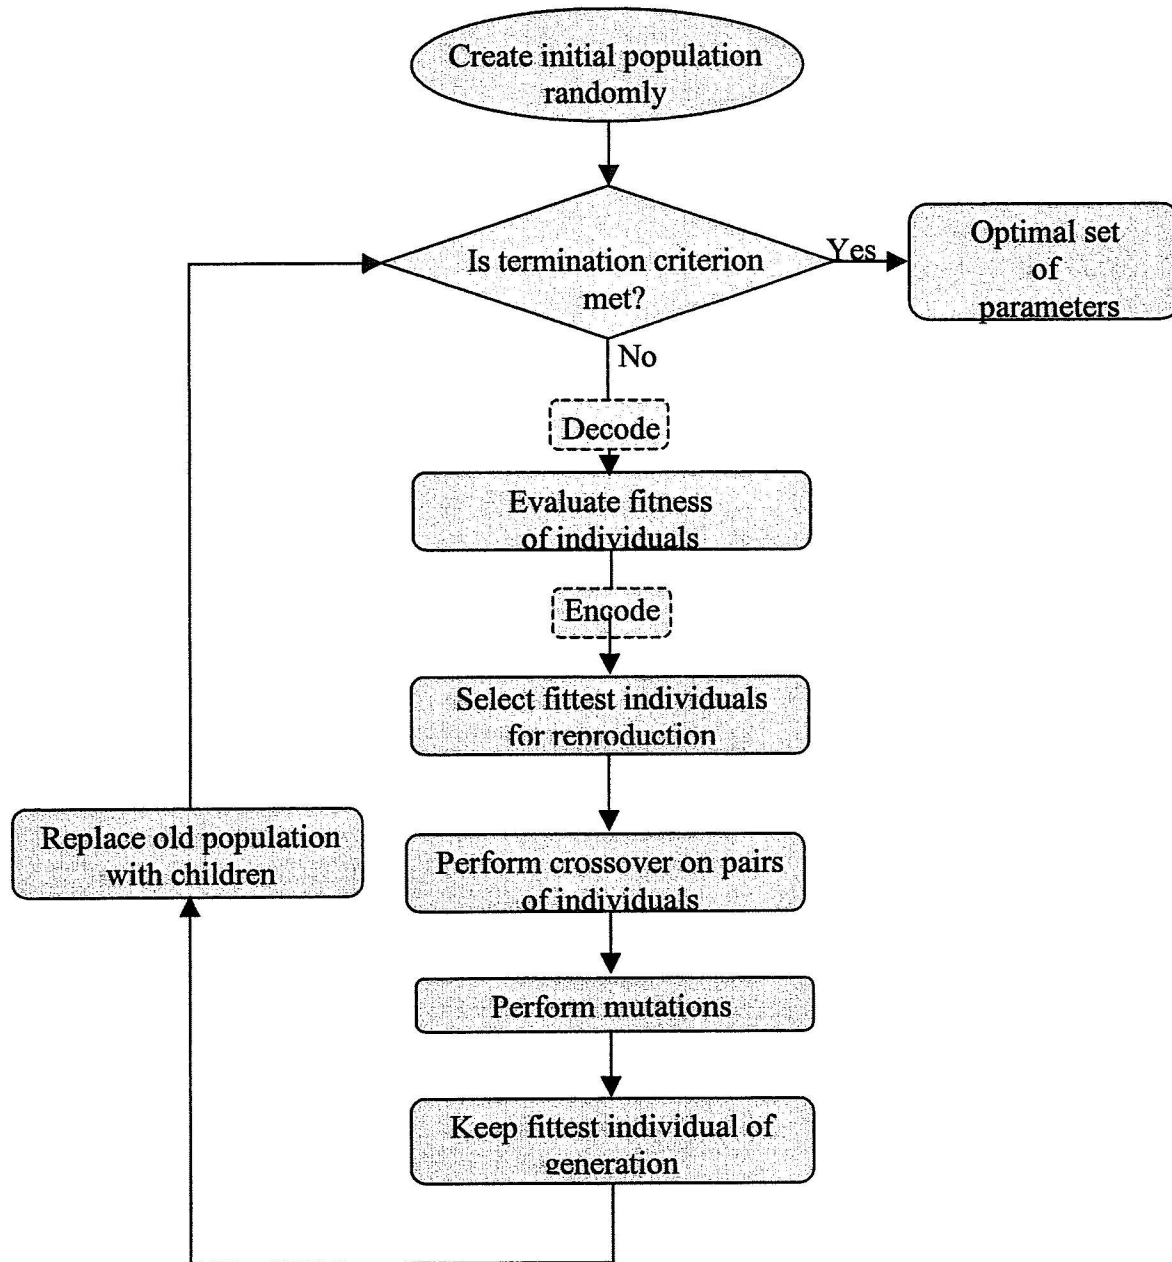 Create initial population
randomly
Is termination criterion
met?
Yes
Optimal set
of
parameters
No
Decode
Evaluate fitness
of individuals
Encode
Select fittest individuals
for reproduction
Perform crossover on pairs
of individuals
Perform mutations
Keep fittest individual of
generation
Replace old population
with children